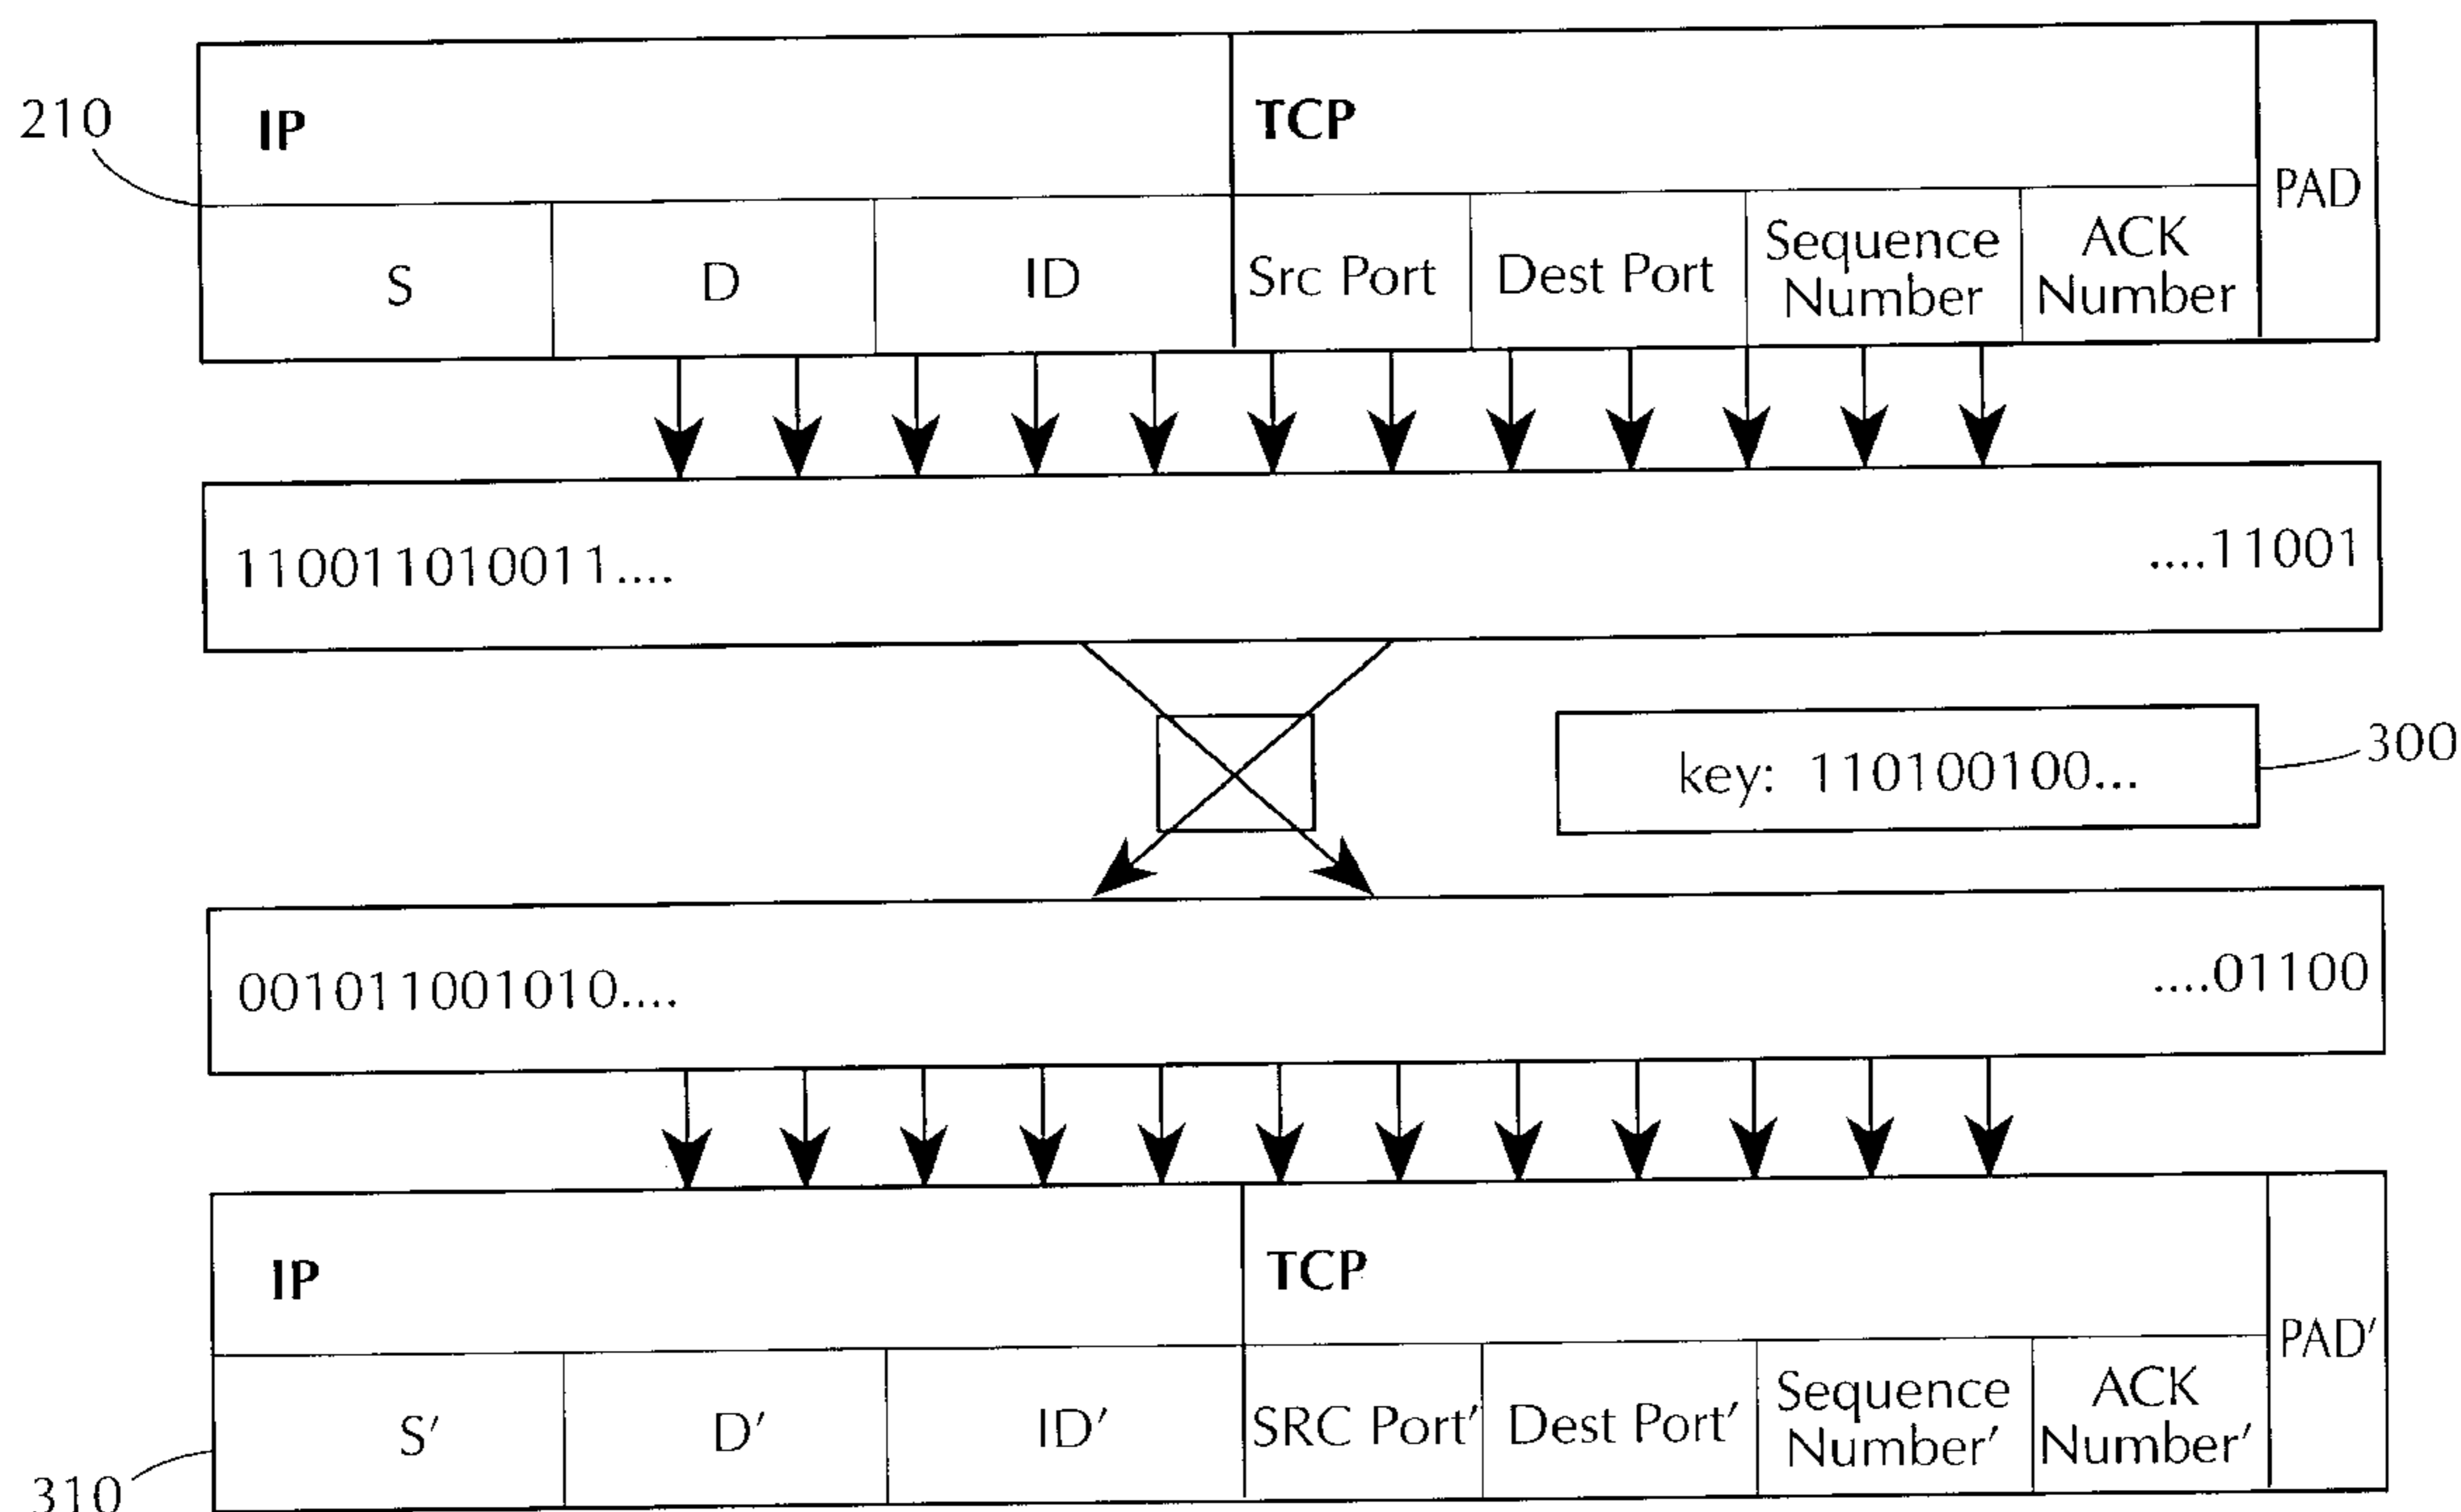 IP TCP
210
PAD
S D ID Src Port Dest Port Sequence Number ACK Number
110011010011.... ....11001
key: 110100100...
300
001011001010.... ....01100
IP TCP
PAD′
S′ D′ ID′ SRC Port′ Dest Port′ Sequence Number′ ACK Number′
310